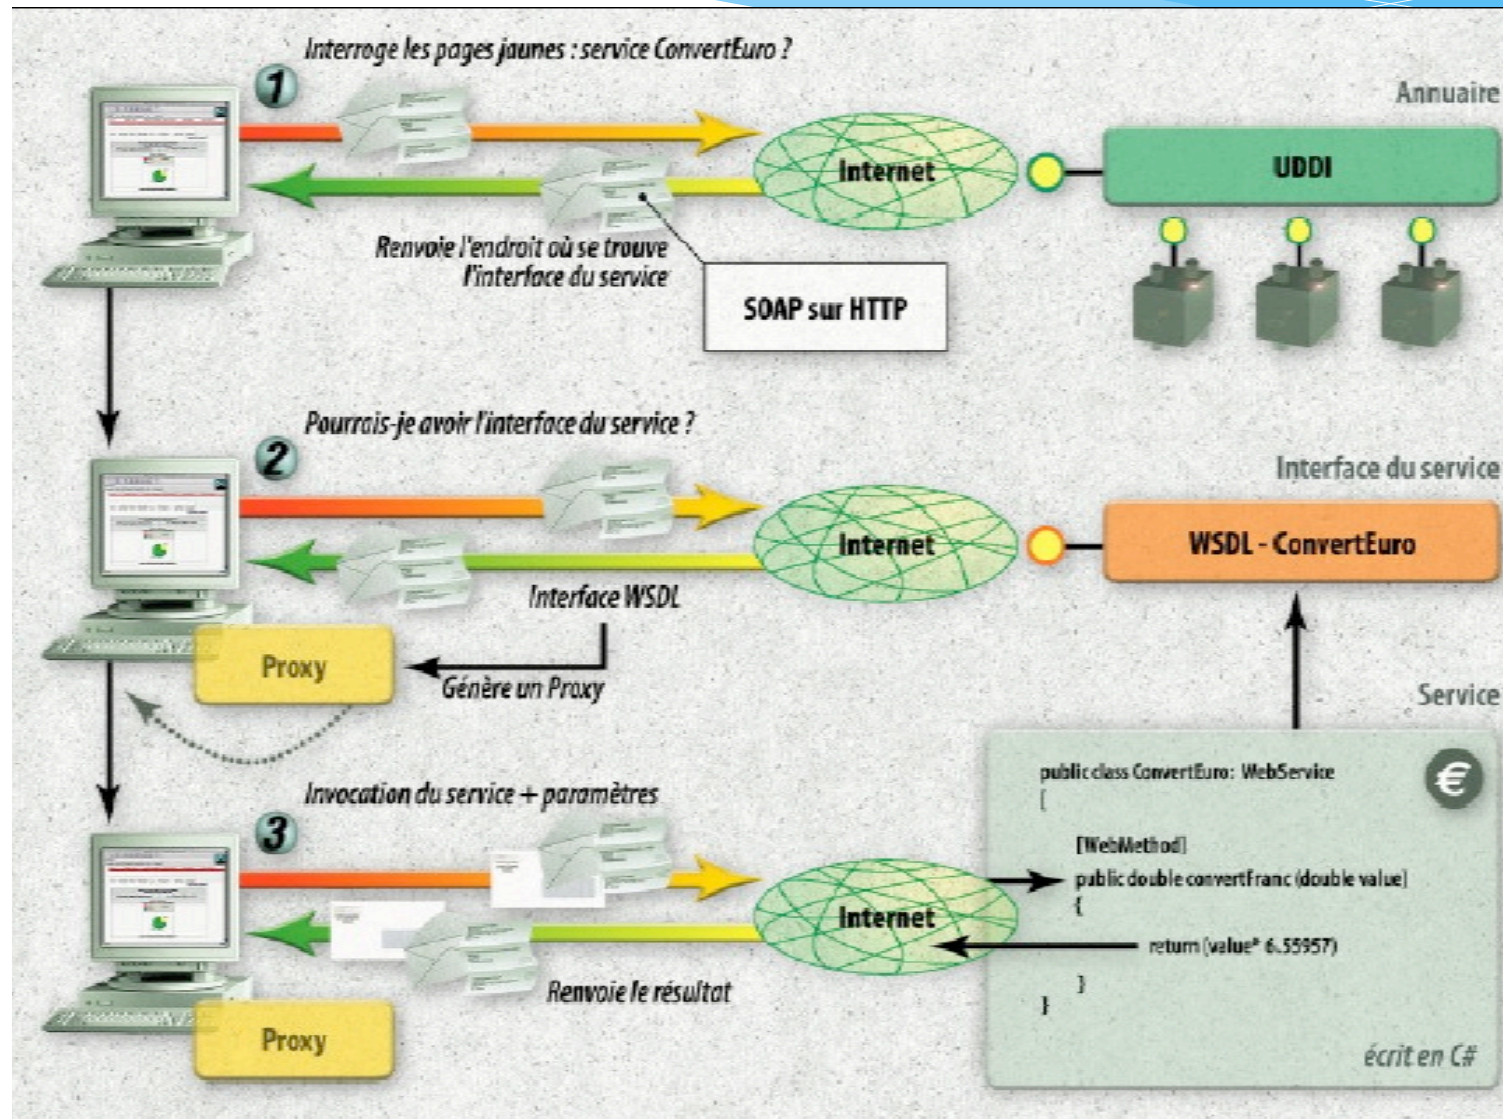 Interroge les pages jaunes : service ConvertEuro ?
1
Annuaire
Internet
UDDI
Renvoie l'endroit où se trouve
l'interface du service
SOAP sur HTTP
Pourrais-je avoir l'interface du service ?
2
Interface du service
Internet
WSDL - ConvertEuro
Interface WSDL
Proxy
Génère un Proxy
Service
public class ConvertEuro: WebService
[
Invocation du service + paramètres
3
[WebMethod]
public double convertFranc (double value)
{
Internet
return (value* 6.55957)
}
}
Renvoie le résultat
Proxy
écrit en C#
€